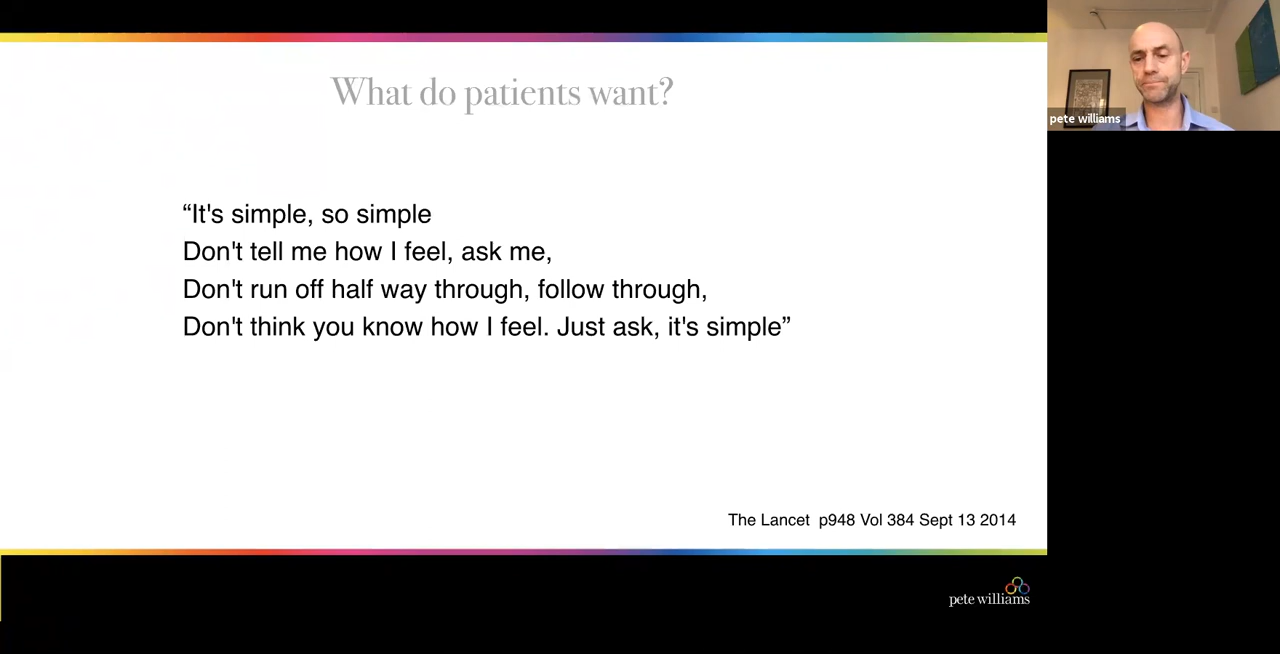 What do patients want?
“It's simple, so simple
Don't tell me how I feel, ask me,
Don't run off half way through, follow through,
Don't think you know how I feel. Just ask, it's simple”
The Lancet  p948 Vol 384 Sept 13 2014
pete williams
pete williams